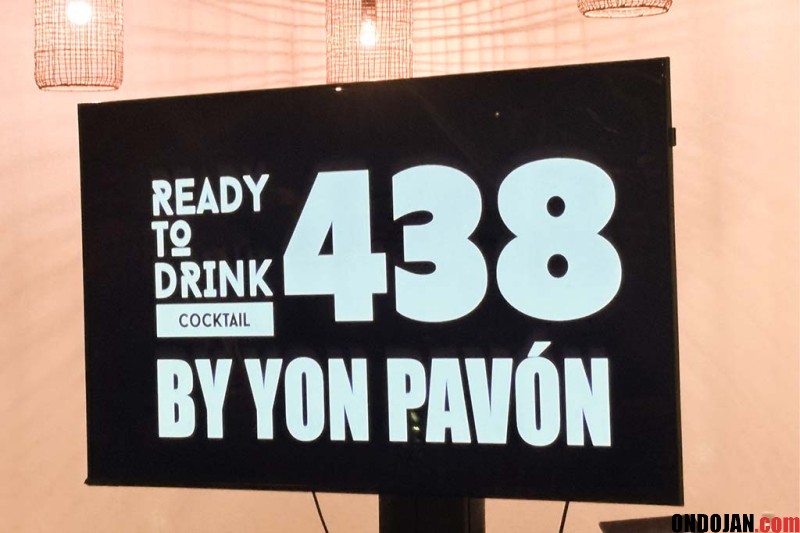 READY
TO
DRINK
COCKTAIL
438
BY YON PAVÓN
ONDOJAN.com